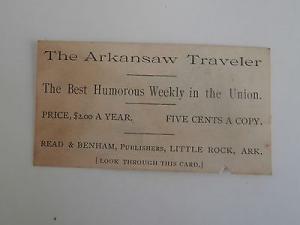 The Arkansaw Traveler
The Best Humorous Weekly in the Union.
PRICE, $2.00 A YEAR. FIVE CENTS A COPY.
READ & BENHAM, PUBLISHERS, LITTLE ROCK, ARK.
[LOOK THROUGH THIS CARD.]